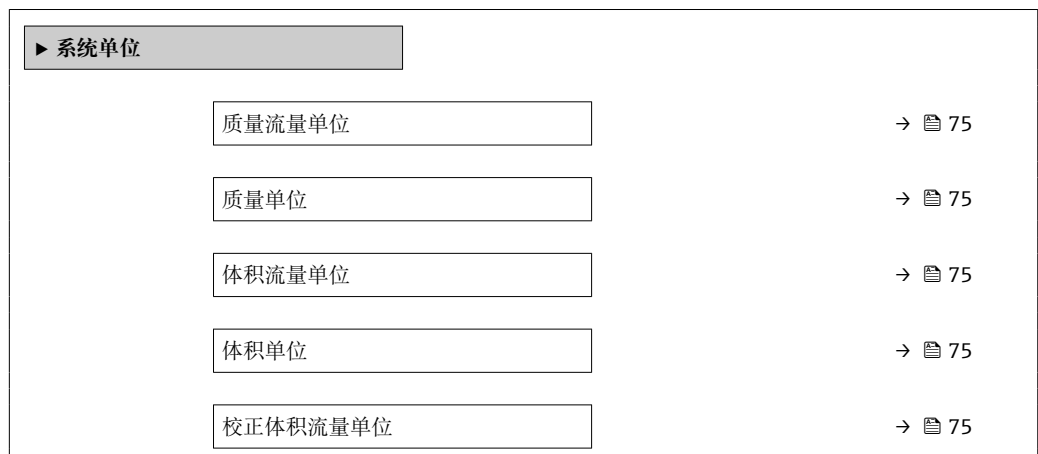 ▶ 系统单位
质量流量单位 → 75
质量单位 → 75
体积流量单位 → 75
体积单位 → 75
校正体积流量单位 → 75